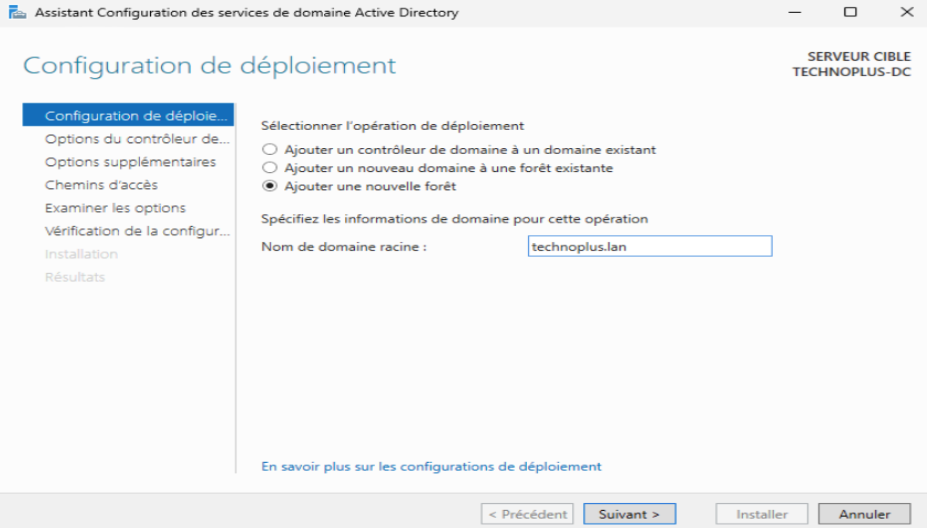 Assistant Configuration des services de domaine Active Directory
Configuration de déploiement
SERVEUR CIBLE
TECHNOPLUS-DC
Configuration de déploie...
Options du contrôleur de...
Options supplémentaires
Chemins d'accès
Examiner les options
Vérification de la configur...
Installation
Résultats
Sélectionner l'opération de déploiement
Ajouter un contrôleur de domaine à un domaine existant
Ajouter un nouveau domaine à une forêt existante
Ajouter une nouvelle forêt
Spécifiez les informations de domaine pour cette opération
Nom de domaine racine : technoplus.lan
En savoir plus sur les configurations de déploiement
< Précédent Suivant > Installer Annuler